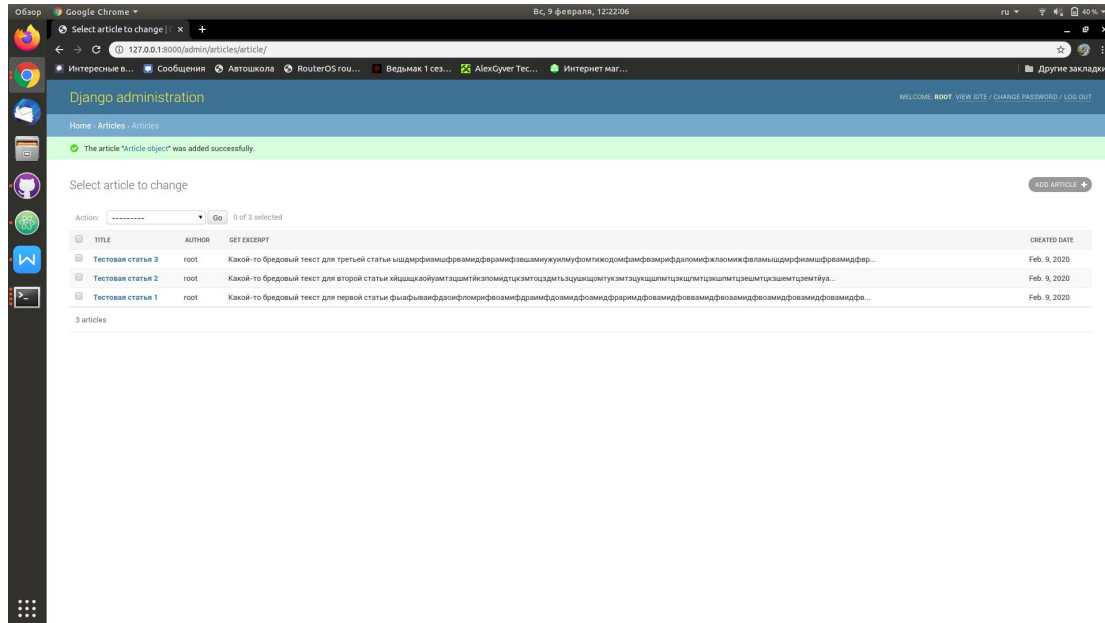 Обзор Google Chrome Вс, 9 февраля, 12:22:06 ru 40 %
Select article to change |
127.0.0.1:8000/admin/articles/article/
Интересные в... Сообщения Автошкола RouterOS rou... Ведьмак 1 сез... AlexGyver Tec... Интернет маг... Другие закладки
Django administration WELCOME, ROOT. VIEW SITE / CHANGE PASSWORD / LOG OUT
Home › Articles › Articles
The article "Article object" was added successfully.
Select article to change ADD ARTICLE +
Action: --------- Go 0 of 3 selected
TITLE AUTHOR GET EXCERPT CREATED DATE
Тестовая статья 3 root Какой-то бредовый текст для третьей статьи Feb. 9, 2020
Тестовая статья 2 root Какой-то бредовый текст для второй статьи Feb. 9, 2020
Тестовая статья 1 root Какой-то бредовый текст для первой статьи Feb. 9, 2020
3 articles